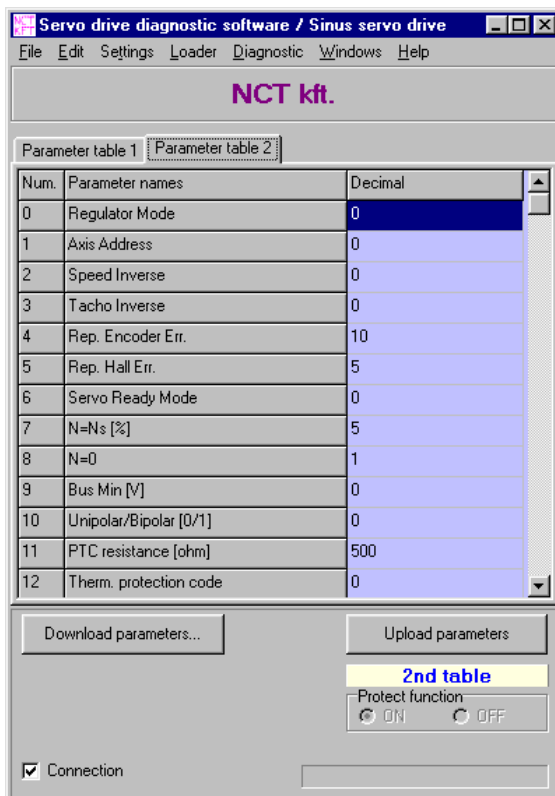 NCT KFT Servo drive diagnostic software / Sinus servo drive
File Edit Settings Loader Diagnostic Windows Help
NCT kft.
Parameter table 1 Parameter table 2
Num. Parameter names Decimal
0 Regulator Mode 0
1 Axis Address 0
2 Speed Inverse 0
3 Tacho Inverse 0
4 Rep. Encoder Err. 10
5 Rep. Hall Err. 5
6 Servo Ready Mode 0
7 N=Ns [%] 5
8 N=0 1
9 Bus Min [V] 0
10 Unipolar/Bipolar [0/1] 0
11 PTC resistance [ohm] 500
12 Therm. protection code 0
Download parameters... Upload parameters
2nd table
Protect function
ON OFF
Connection